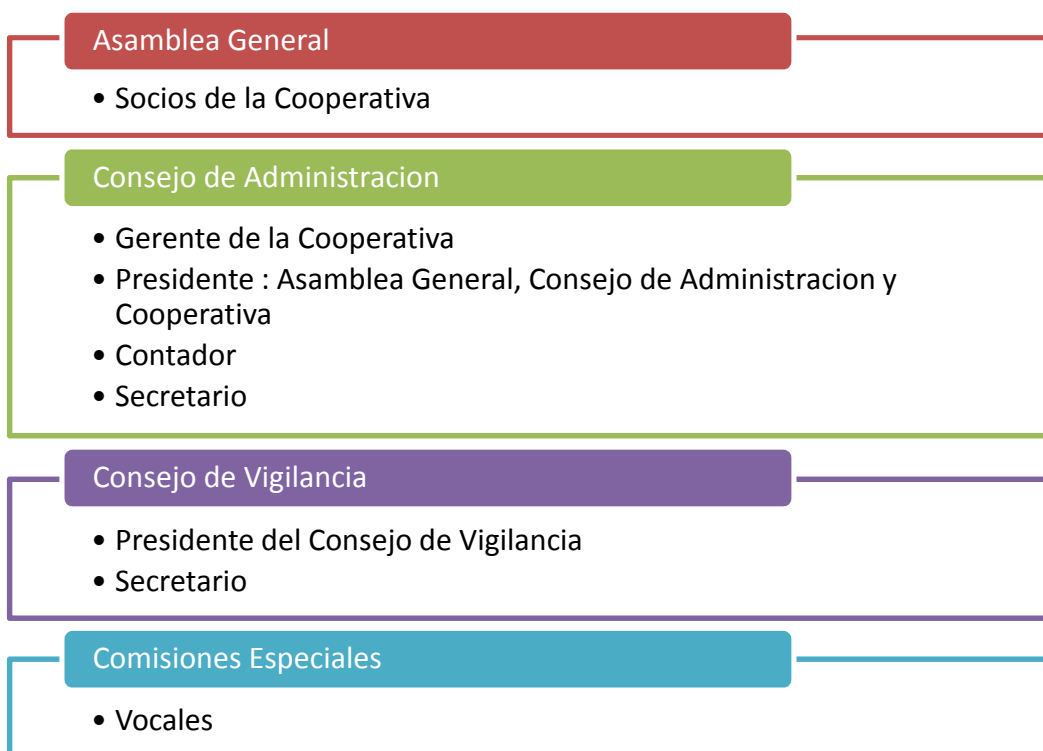 Asamblea General
• Socios de la Cooperativa
Consejo de Administracion
• Gerente de la Cooperativa
• Presidente : Asamblea General, Consejo de Administracion y
Cooperativa
• Contador
• Secretario
Consejo de Vigilancia
• Presidente del Consejo de Vigilancia
• Secretario
Comisiones Especiales
• Vocales